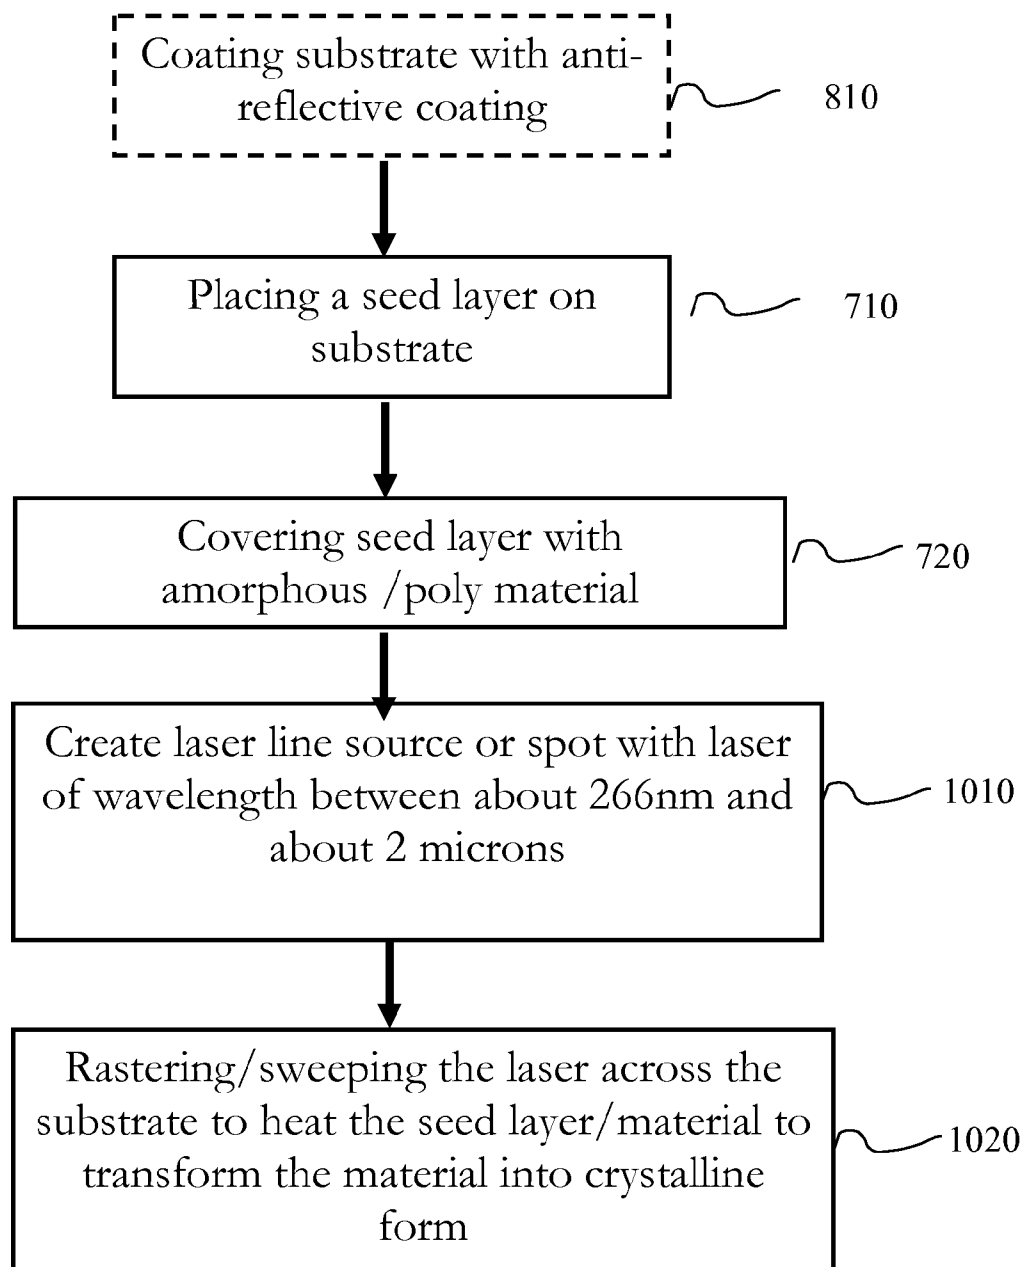 Coating substrate with anti-
reflective coating
810
Placing a seed layer on
substrate
710
Covering seed layer with
amorphous /poly material
720
Create laser line source or spot with laser
of wavelength between about 266nm and
about 2 microns
1010
Rastering/sweeping the laser across the
substrate to heat the seed layer/material to
transform the material into crystalline
form
1020